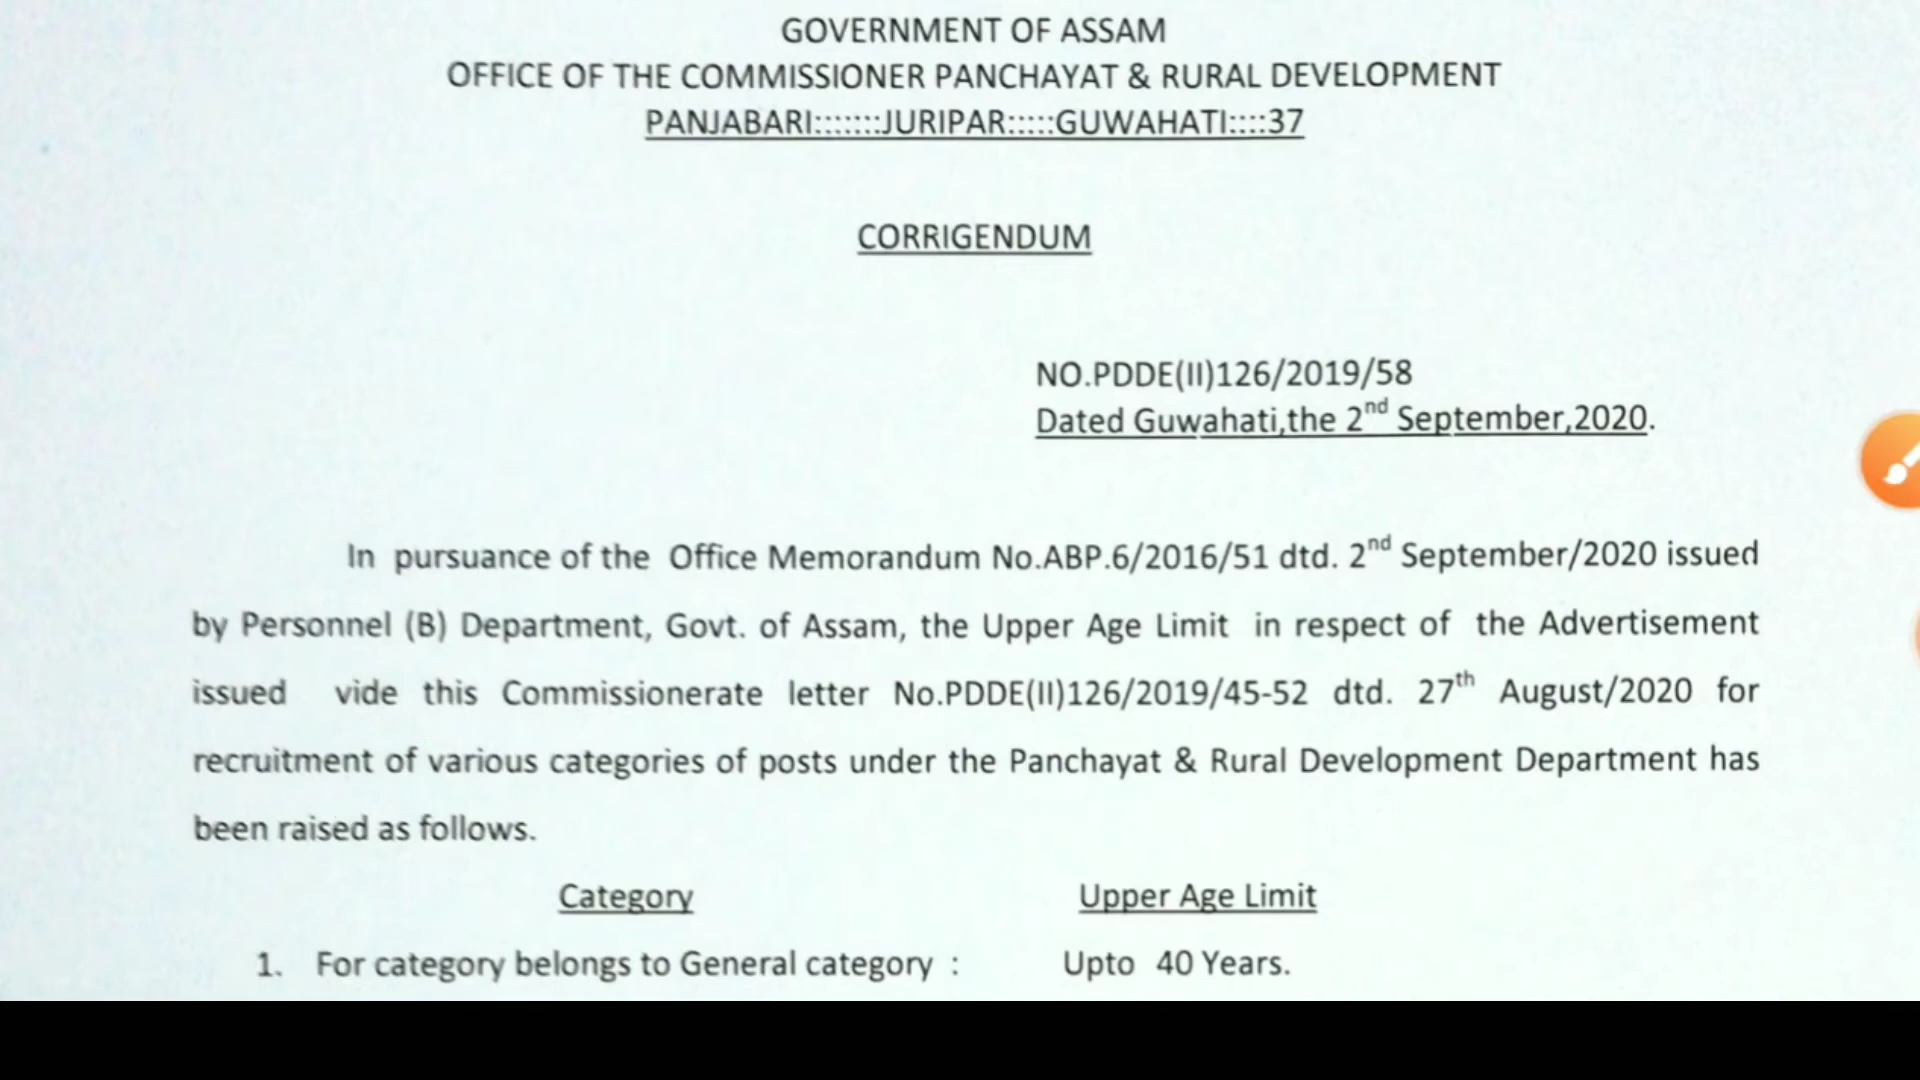 GOVERNMENT OF ASSAM
OFFICE OF THE COMMISSIONER PANCHAYAT & RURAL DEVELOPMENT
PANJABARI:::::::JURIPAR:::::GUWAHATI::::37
CORRIGENDUM
NO.PDDE(II)126/2019/58
Dated Guwahati,the 2nd September,2020.
In pursuance of the Office Memorandum No.ABP.6/2016/51 dtd. 2nd September/2020 issued
by Personnel (B) Department, Govt. of Assam, the Upper Age Limit in respect of the Advertisement
issued vide this Commissionerate letter No.PDDE(II)126/2019/45-52 dtd. 27th August/2020 for
recruitment of various categories of posts under the Panchayat & Rural Development Department has
been raised as follows.
Category Upper Age Limit
1. For category belongs to General category : Upto 40 Years.